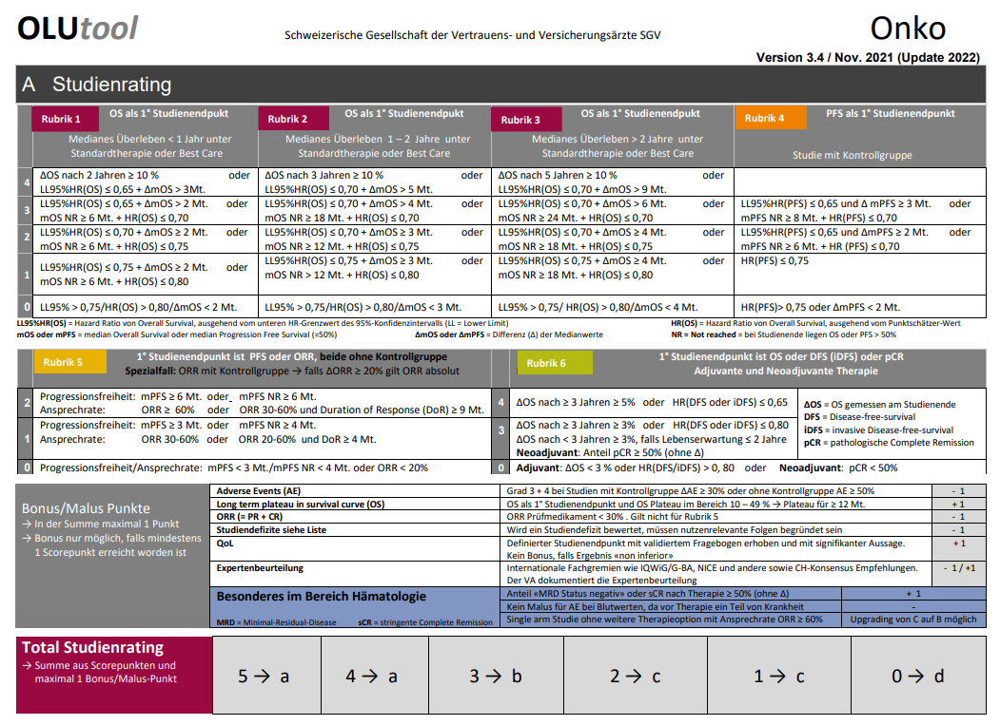 OLUtool
Schweizerische Gesellschaft der Vertrauens- und Versicherungsärzte SGV
Onko
Version 3.4 / Nov. 2021 (Update 2022)
A Studienrating
Rubrik 1 OS als 1° Studienendpukt
Medianes Überleben < 1 Jahr unter
Standardtherapie oder Best Care
Rubrik 2 OS als 1° Studienendpukt
Medianes Überleben 1 – 2 Jahre unter
Standardtherapie oder Best Care
Rubrik 3 OS als 1° Studienendpukt
Medianes Überleben > 2 Jahre unter
Standardtherapie oder Best Care
Rubrik 4 PFS als 1° Studienendpukt
Studie mit Kontrollgruppe
4
ΔOS nach 2 Jahren ≥ 10 % oder
LL95%HR(OS) ≤ 0,65 + ΔmOS > 3Mt.
ΔOS nach 3 Jahren ≥ 10 % oder
LL95%HR(OS) ≤ 0,70 + ΔmOS > 5 Mt.
ΔOS nach 5 Jahren ≥ 10 % oder
LL95%HR(OS) ≤ 0,70 + ΔmOS > 9 Mt.
3
LL95%HR(OS) ≤ 0,65 + ΔmOS > 2 Mt. oder
mOS NR ≥ 6 Mt. + HR(OS) ≤ 0,70
LL95%HR(OS) ≤ 0,70 + ΔmOS > 4 Mt. oder
mOS NR ≥ 18 Mt. + HR(OS) ≤ 0,70
LL95%HR(OS) ≤ 0,70 + ΔmOS > 6 Mt. oder
mOS NR ≥ 24 Mt. + HR(OS) ≤ 0,70
LL95%HR(PFS) ≤ 0,65 und Δ mPFS ≥ 3 Mt. oder
mPFS NR ≥ 8 Mt. + HR(PFS) ≤ 0,70
2
LL95%HR(OS) ≤ 0,70 + ΔmOS ≥ 2 Mt. oder
mOS NR ≥ 6 Mt. + HR(OS) ≤ 0,75
LL95%HR(OS) ≤ 0,70 + ΔmOS ≥ 3 Mt. oder
mOS NR ≥ 12 Mt. + HR(OS) ≤ 0,75
LL95%HR(OS) ≤ 0,70 + ΔmOS ≥ 4 Mt. oder
mOS NR ≥ 18 Mt. + HR(OS) ≤ 0,75
LL95%HR(PFS) ≤ 0,65 und ΔmPFS ≥ 2 Mt. oder
mPFS NR ≥ 6 Mt. + HR (PFS) ≤ 0,70
1
LL95%HR(OS) ≤ 0,75 + ΔmOS ≥ 2 Mt. oder
mOS NR ≥ 6 Mt. + HR(OS) ≤ 0,80
LL95%HR(OS) ≤ 0,75 + ΔmOS ≥ 3 Mt. oder
mOS NR > 12 Mt. + HR(OS) ≤ 0,80
LL95%HR(OS) ≤ 0,75 + ΔmOS ≥ 4 Mt. oder
mOS NR ≥ 18 Mt. + HR(OS) ≤ 0,80
HR(PFS) ≤ 0,75
0
LL95% > 0,75/HR(OS) > 0,80/ΔmOS < 2 Mt.
LL95% > 0,75/HR(OS) > 0,80/ΔmOS < 3 Mt.
LL95% > 0,75/ HR(OS) > 0,80/ΔmOS < 4 Mt.
HR(PFS)> 0,75 oder ΔmPFS < 2 Mt.
LL95%HR(OS) = Hazard Ratio von Overall Survival, ausgehend vom unteren HR-Grenzwert des 95%-Konfidenzintervalls (LL = Lower Limit)
HR(OS) = Hazard Ratio von Overall Survival, ausgehend vom Punktschätzer-Wert
mOS oder mPFS = median Overall Survival oder median Progression Free Survival (=50%)
ΔmOS oder ΔmPFS = Differenz (Δ) der Medianwerte
NR = Not reached = bei Studienende liegen OS oder PFS > 50%
Rubrik 5 1° Studienendpunkt ist PFS oder ORR, beide ohne Kontrollgruppe
Spezialfall: ORR mit Kontrollgruppe → falls ΔORR ≥ 20% gilt ORR absolut
2
Progressionsfreiheit: mPFS ≥ 6 Mt. oder mPFS NR ≥ 6 Mt.
Ansprechrate: ORR ≥ 60% oder ORR 30-60% und Duration of Response (DoR) ≥ 9 Mt.
1
Progressionsfreiheit: mPFS ≥ 3 Mt. oder mPFS NR ≥ 4 Mt.
Ansprechrate: ORR 30-60% oder ORR 20-60% und DoR ≥ 4 Mt.
0
Progressionsfreiheit/Ansprechrate: mPFS < 3 Mt./mPFS NR < 4 Mt. oder ORR < 20%
Rubrik 6 1° Studienendpunkt ist OS oder DFS (iDFS) oder pCR
Adjuvante und Neoadjuvante Therapie
4
ΔOS nach ≥ 3 Jahren ≥ 5% oder HR(DFS oder iDFS) ≤ 0,65
3
ΔOS nach ≥ 3 Jahren ≥ 3% oder HR(DFS oder iDFS) ≤ 0,80
ΔOS nach < 3 Jahren ≥ 3%, falls Lebenserwartung ≤ 2 Jahre
Neoadjuvant: Anteil pCR ≥ 50% (ohne Δ)
ΔOS = OS gemessen am Studienende
DFS = Disease-free-survival
iDFS = invasive Disease-free-survival
pCR = pathologische Complete Remission
0
Adjuvant: ΔOS < 3 % oder HR(DFS/iDFS) > 0, 80 oder Neoadjuvant: pCR < 50%
Bonus/Malus Punkte
→ In der Summe maximal 1 Punkt
→ Bonus nur möglich, falls mindestens
1 Scorepunkt erreicht worden ist
Adverse Events (AE) Grad 3 + 4 bei Studien mit Kontrollgruppe ΔAE ≥ 30% oder ohne Kontrollgruppe AE ≥ 50% - 1
Long term plateau in survival curve (OS) OS als 1° Studienendpunkt und OS Plateau im Bereich 10 – 49 % Plateau für ≥ 12 Mt. + 1
ORR (= PR + CR) ORR Prüfmedikament < 30% . Gilt nicht für Rubrik 5 - 1
Studiendefizite siehe Liste Wird ein Studiendefizit bewertet, müssen nutzenrelevante Folgen begründet sein - 1
QoL Definierter Studienendpunkt mit validiertem Fragebogen erhoben und mit signifikanter Aussage. + 1
Kein Bonus, falls Ergebnis «non inferior»
Expertenbeurteilung Internationale Fachgremien wie IQWiG/G-BA, NICE und andere sowie CH-Konsensus Empfehlungen. - 1 / +1
Der VA dokumentiert die Expertenbeurteilung
Besonderes im Bereich Hämatologie
MRD = Minimal-Residual-Disease sCR = stringente Complete Remission
Anteil «MRD Status negativ» oder sCR nach Therapie ≥ 50% (ohne Δ) + 1
Kein Malus für AE bei Blutwerten, da vor Therapie ein Teil von Krankheit -
Single arm Studie ohne weitere Therapieoption mit Ansprechrate ORR ≥ 60% Upgrading von C auf B möglich
Total Studienrating
→ Summe aus Scorepunkten und
maximal 1 Bonus/Malus-Punkt
5 → a
4 → a
3 → b
2 → c
1 → c
0 → d